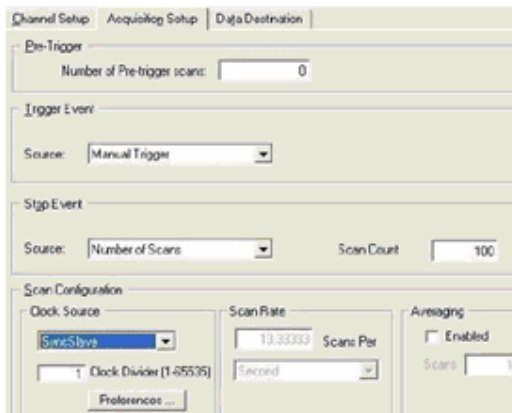 Channel Setup Acquisition Setup Data Destination
Pre-Trigger
Number of Pre-trigger scans: 0
Trigger Event
Source: Manual Trigger
Stop Event
Source: Number of Scans Scan Count 100
Scan Configuration
Clock Source Scan Rate Averaging
SyncSlave 13.33333 Scans Per Enabled
1 Clock Divider (1-65535) Second Scans
Preferences ...